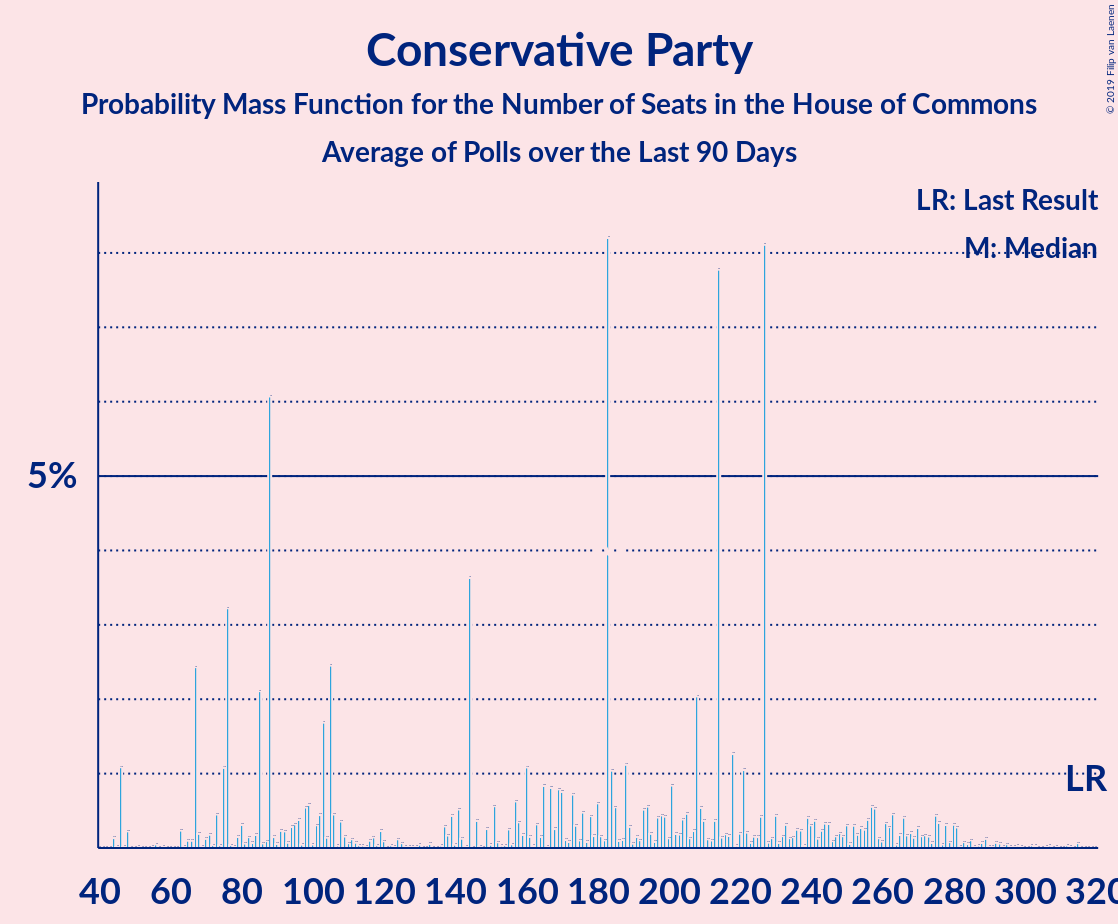 Conservative Party
Probability Mass Function for the Number of Seats in the House of Commons
Average of Polls over the Last 90 Days
© 2019 Filip van Laenen
LR: Last Result
M: Median
5%
LR
40 60 80 100 120 140 160 180 200 220 240 260 280 300 320